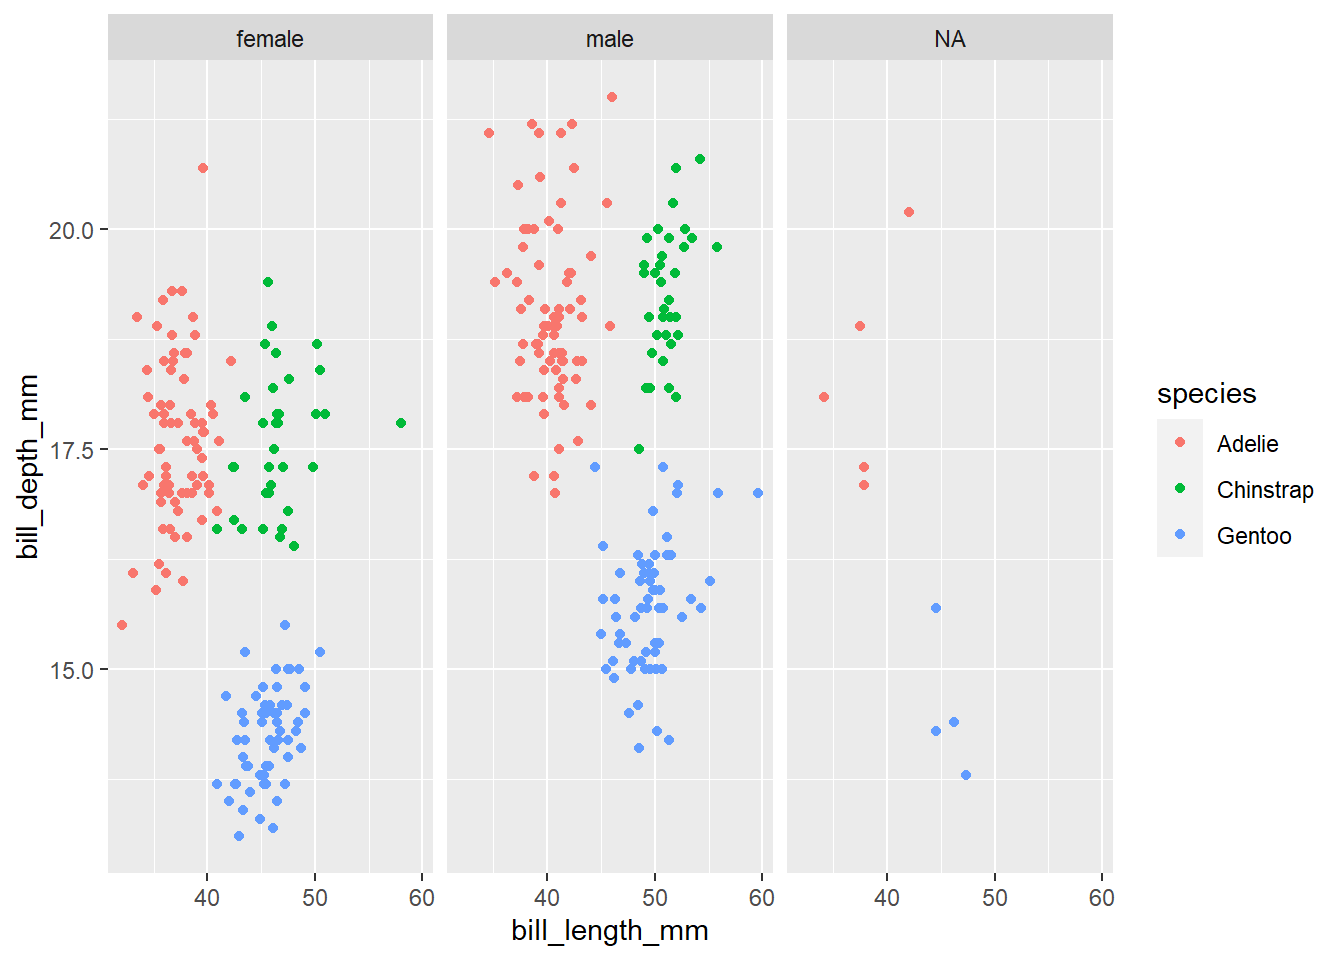 female male NA
bill_depth_mm
20.0
17.5
15.0
40 50 60 40 50 60 40 50 60
bill_length_mm
species
Adelie
Chinstrap
Gentoo